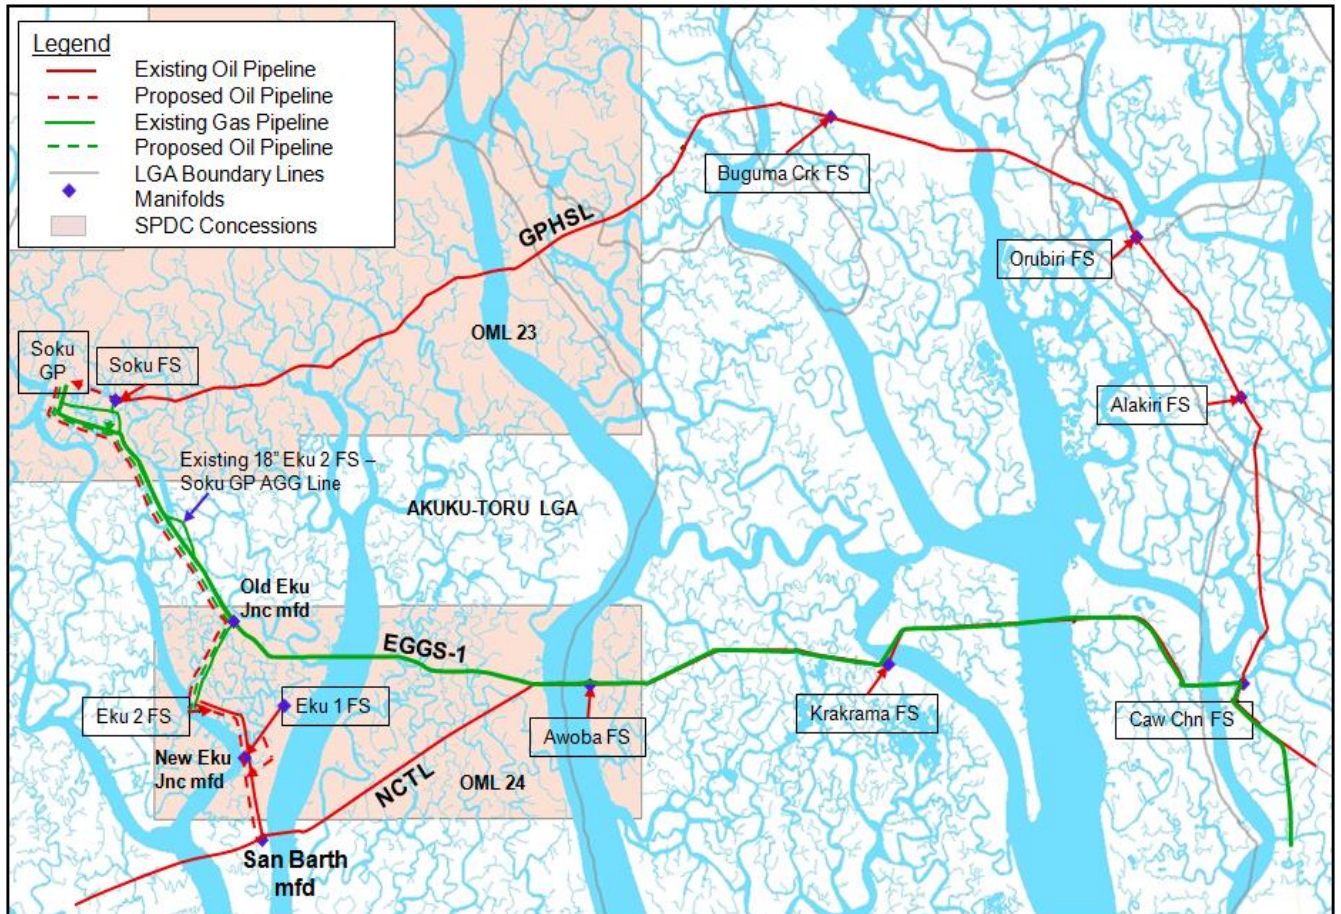 Legend
Existing Oil Pipeline
Proposed Oil Pipeline
Existing Gas Pipeline
Proposed Oil Pipeline
LGA Boundary Lines
Manifolds
SPDC Concessions
Buguma Crk FS
GPHSL
Orubiri FS
OML 23
Soku
GP
Soku FS
Alakiri FS
Existing 18” Eku 2 FS –
Soku GP AGG Line
AKUKU-TORU LGA
Old Eku
Jnc mfd
EGGS-1
Eku 2 FS
Eku 1 FS
Awoba FS
Krakrama FS
Caw Chn FS
New Eku
Jnc mfd
NCTL
OML 24
San Barth
mfd